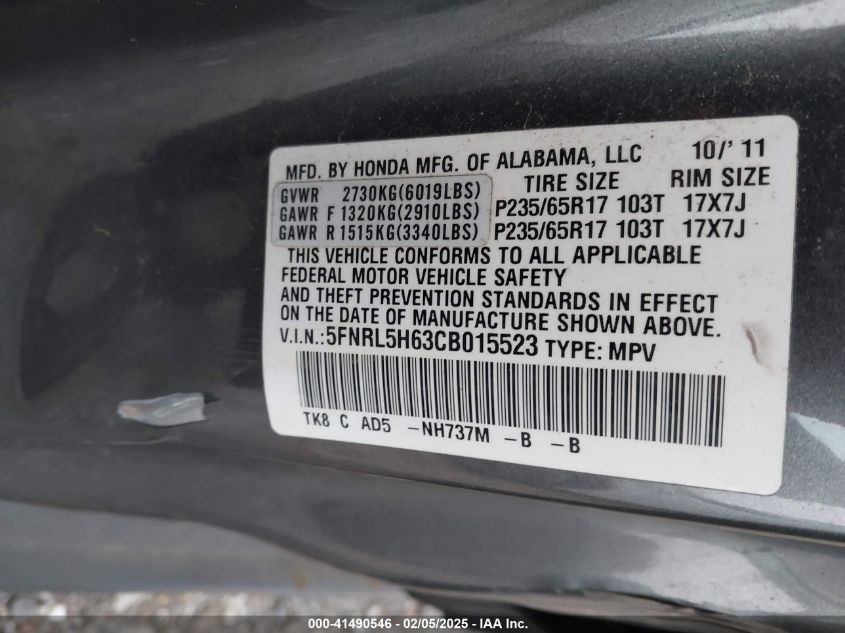 MFD. BY HONDA MFG. OF ALABAMA, LLC 10/' 11
TIRE SIZE RIM SIZE
GVWR 2730KG(6019LBS)
GAWR F 1320KG(2910LBS) P235/65R17 103T 17X7J
GAWR R 1515KG(3340LBS) P235/65R17 103T 17X7J
THIS VEHICLE CONFORMS TO ALL APPLICABLE
FEDERAL MOTOR VEHICLE SAFETY
AND THEFT PREVENTION STANDARDS IN EFFECT
ON THE DATE OF MANUFACTURE SHOWN ABOVE.
V.I.N.:5FNRL5H63CB015523 TYPE: MPV
TK8 C AD5 -NH737M -B -B
000-41490546 - 02/05/2025 - IAA Inc.